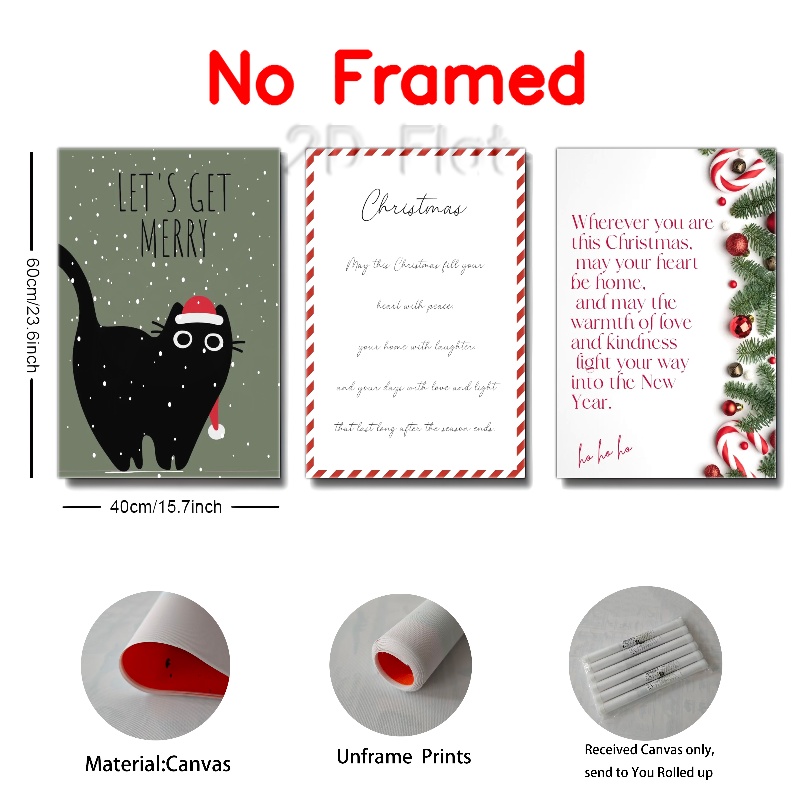 No Framed
2D Flat
LET'S GET
MERRY
60cm/23.6inch
40cm/15.7inch
Christmas
May this Christmas fill your
heart with peace,
your home with laughter,
and your days with love and light
that last long after the season ends.
Wherever you are
this Christmas,
may your heart
be home,
and may the
warmth of love
and kindness
light your way
into the New
Year.
ho ho ho
Material:Canvas
Unframe Prints
Received Canvas only,
send to You Rolled up